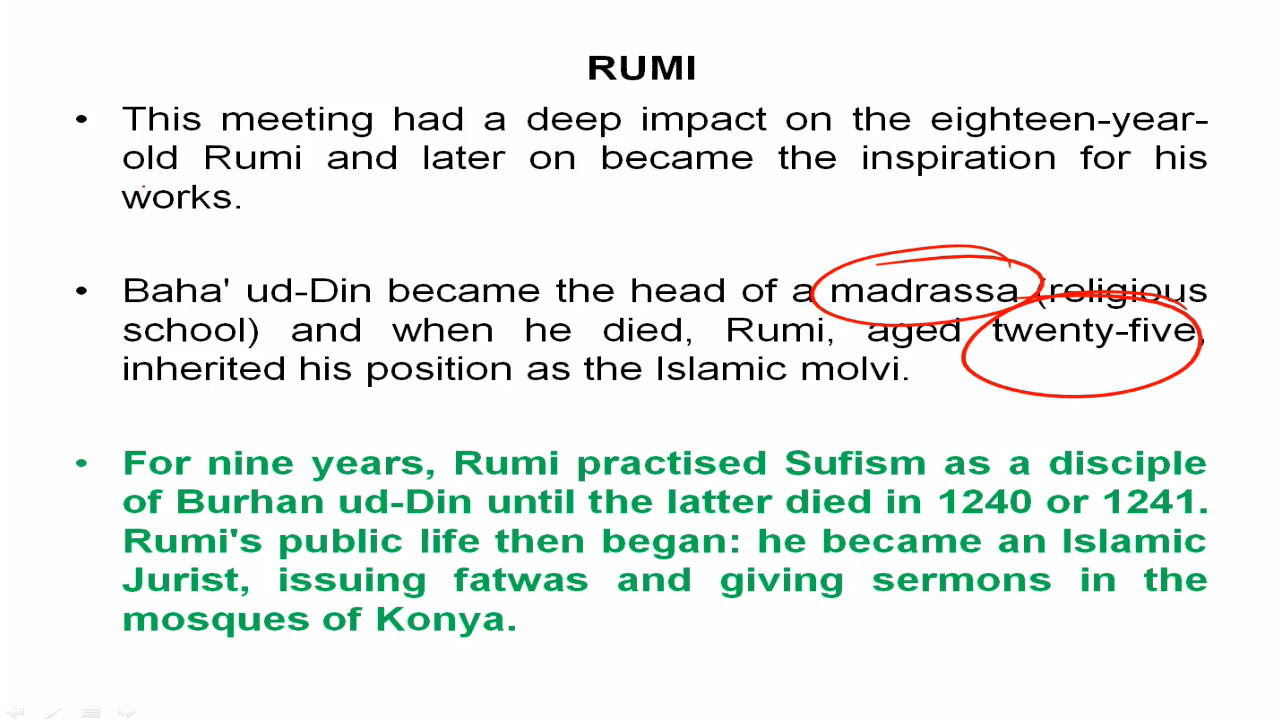 RUMI
• This meeting had a deep impact on the eighteen-year-
old Rumi and later on became the inspiration for his
works.
• Baha' ud-Din became the head of a madrassa (religious
school) and when he died, Rumi, aged twenty-five,
inherited his position as the Islamic molvi.
• For nine years, Rumi practised Sufism as a disciple
of Burhan ud-Din until the latter died in 1240 or 1241.
Rumi's public life then began: he became an Islamic
Jurist, issuing fatwas and giving sermons in the
mosques of Konya.